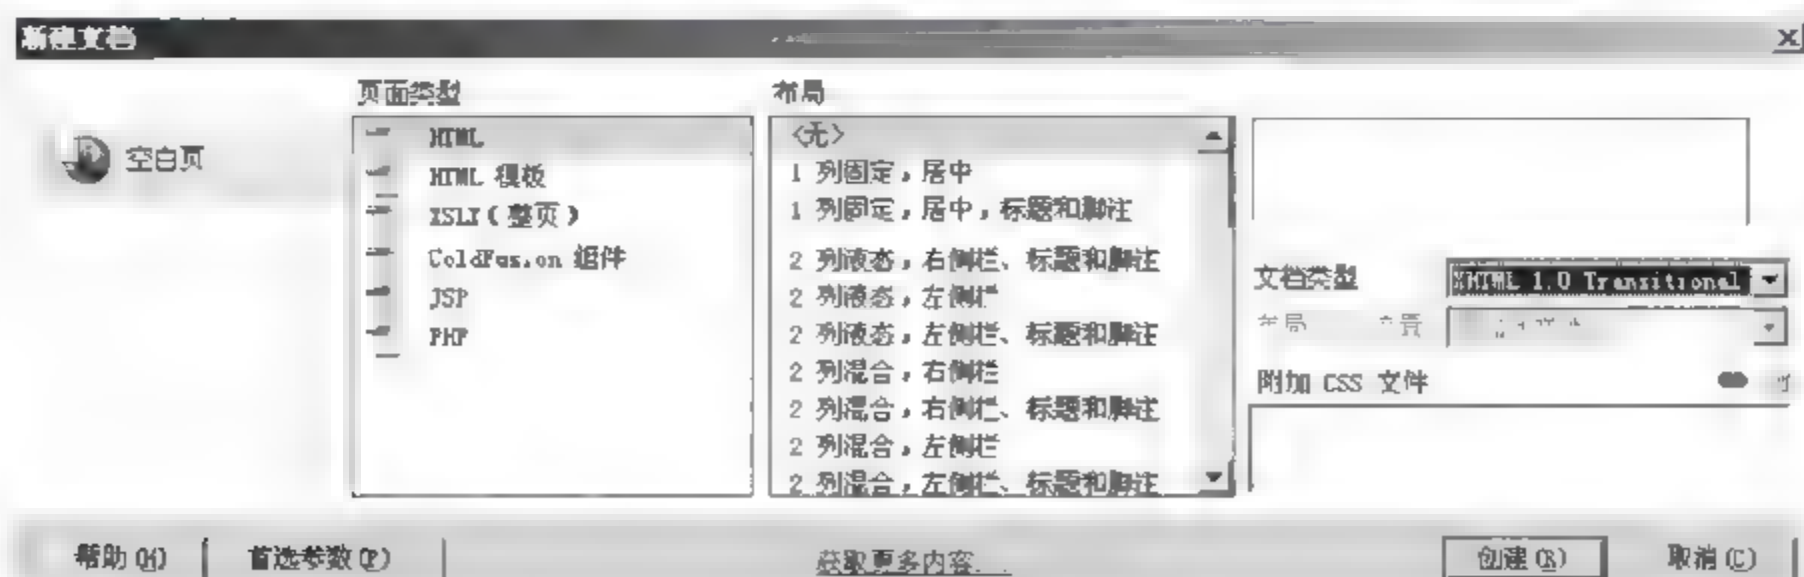 新建文档
空白页
页面类型
HTML
HTML 模板
XSLT(整页)
ColdFusion 组件
JSP
PHP
布局
<无>
1 列固定,居中
1 列固定,居中,标题和脚注
2 列液态,右侧栏、标题和脚注
2 列液态,左侧栏
2 列液态,左侧栏、标题和脚注
2 列混合,右侧栏
2 列混合,右侧栏、标题和脚注
2 列混合,左侧栏
2 列混合,左侧栏、标题和脚注
文档类型
XHTML 1.0 Transitional
布局
附加 CSS 文件
帮助(H)
首选参数(P)
获取更多内容...
创建(R)
取消(C)